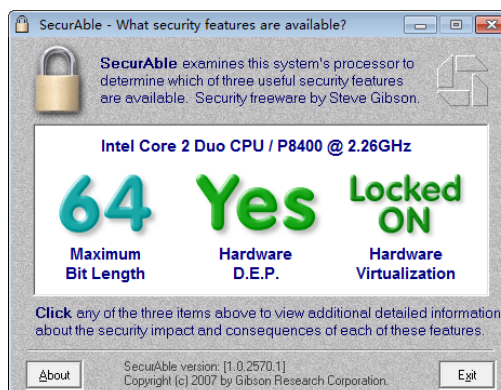 SecurAble - What security features are available?
SecurAble examines this system's processor to
determine which of three useful security features
are available. Security freeware by Steve Gibson.
Intel Core 2 Duo CPU / P8400 @ 2.26GHz
64
Yes
Locked
ON
Maximum
Bit Length
Hardware
D.E.P.
Hardware
Virtualization
Click any of the three items above to view additional detailed information
about the security impact and consequences of each of these features.
About
SecurAble version: [1.0.2570.1]
Copyright (c) 2007 by Gibson Research Corporation.
Exit